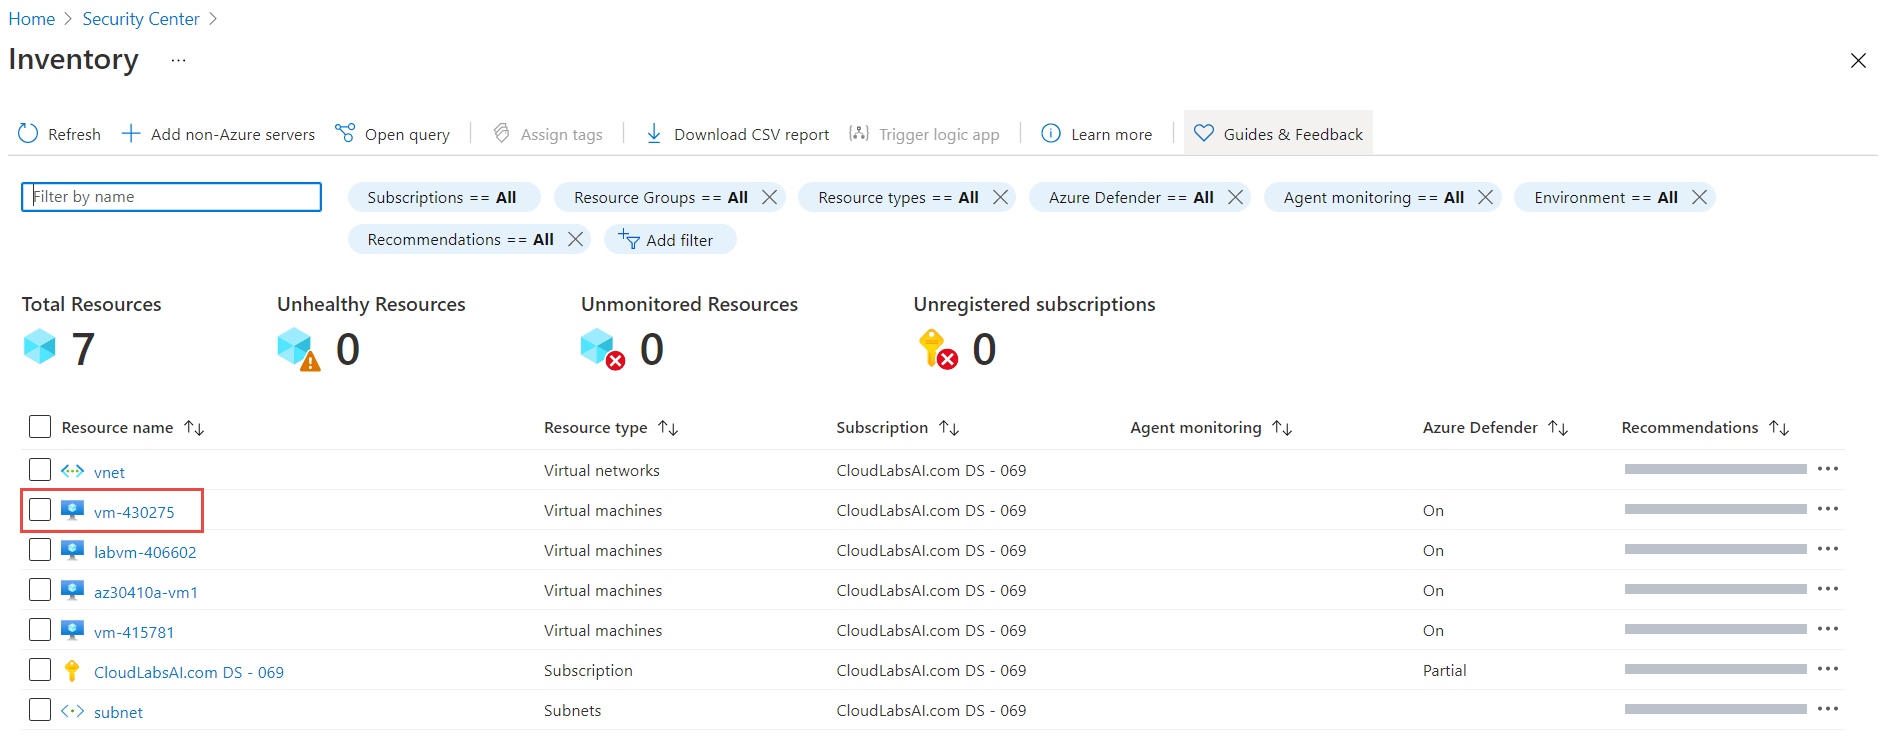 Home > Security Center >
Inventory ...
Refresh Add non-Azure servers Open query Assign tags Download CSV report Trigger logic app Learn more Guides & Feedback
Filter by name Subscriptions == All Resource Groups == All Resource types == All Azure Defender == All Agent monitoring == All Environment == All
Recommendations == All Add filter
Total Resources Unhealthy Resources Unmonitored Resources Unregistered subscriptions
7 0 0 0
Resource name Resource type Subscription Agent monitoring Azure Defender Recommendations
vnet Virtual networks CloudLabsAI.com DS - 069
vm-430275 Virtual machines CloudLabsAI.com DS - 069 On
labvm-406602 Virtual machines CloudLabsAI.com DS - 069 On
az30410a-vm1 Virtual machines CloudLabsAI.com DS - 069 On
vm-415781 Virtual machines CloudLabsAI.com DS - 069 On
CloudLabsAI.com DS - 069 Subscription CloudLabsAI.com DS - 069 Partial
subnet Subnets CloudLabsAI.com DS - 069